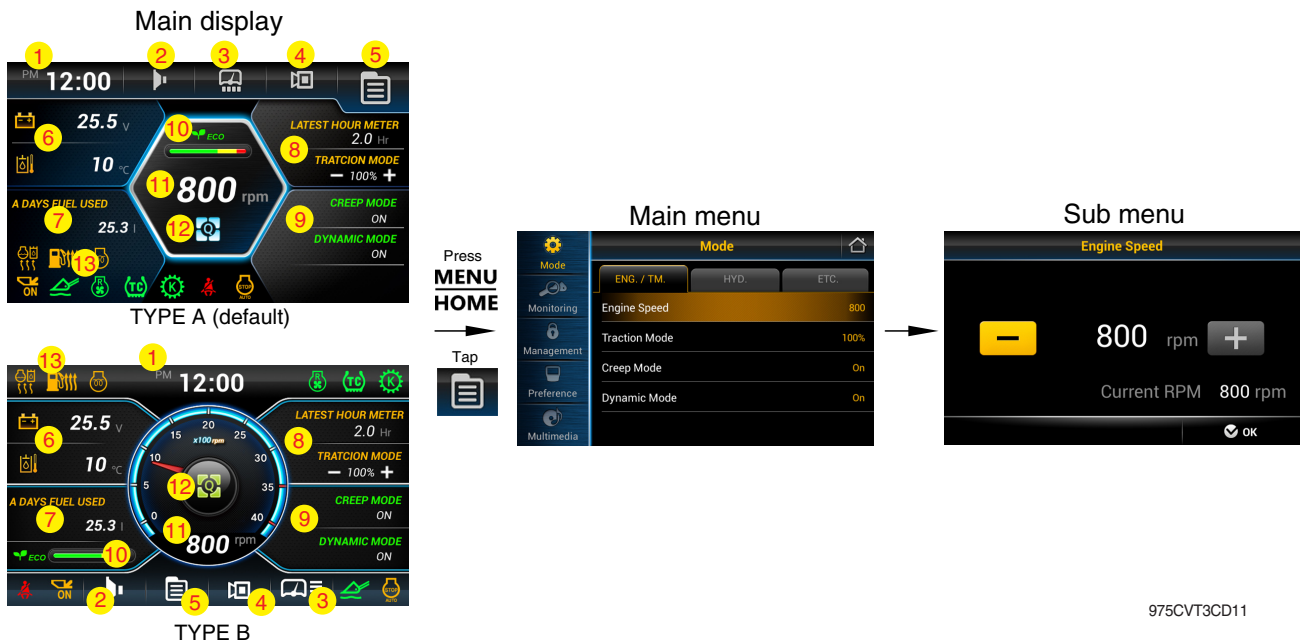 Main display
1
2
3
4
5
PM 12:00
6
25.5 V
10 °C
10
ECO
11
800 rpm
12
Q
LATEST HOUR METER
8
2.0 Hr
TRATCION MODE
− 100% +
7
A DAYS FUEL USED
25.3 l
9
CREEP MODE
ON
DYNAMIC MODE
ON
13
ON
R
TC
K
STOP
AUTO
TYPE A (default)
13
1
PM 12:00
R
TC
K
6
25.5 V
10 °C
0
5
10
15
20
25
30
35
40
x100 rpm
12
Q
11
800 rpm
LATEST HOUR METER
8
2.0 Hr
TRATCION MODE
− 100% +
A DAYS FUEL USED
7
25.3 l
ECO
10
CREEP MODE
9
ON
DYNAMIC MODE
ON
ON
STOP
AUTO
2
5
4
3
TYPE B
Press
MENU
HOME
Tap
Main menu
Mode
Mode
Monitoring
Management
Preference
Multimedia
ENG. / TM.
HYD.
ETC.
Engine Speed 800
Traction Mode 100%
Creep Mode On
Dynamic Mode On
Sub menu
Engine Speed
− 800 rpm +
Current RPM 800 rpm
OK
975CVT3CD11